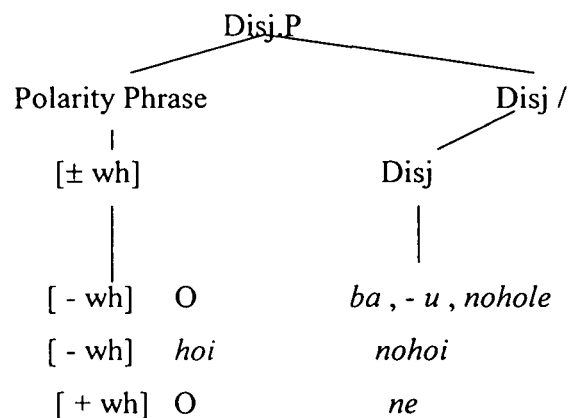 Disj.P
Polarity Phrase Disj /
[± wh] Disj
[ - wh] O ba , - u , nohole
[ - wh] hoi nohoi
[ + wh] O ne